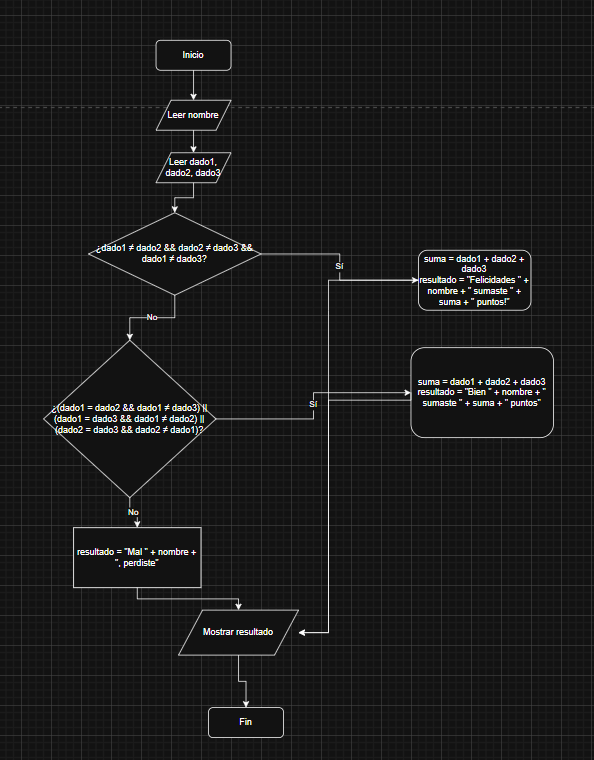 Inicio
Leer nombre
Leer dado1,
dado2, dado3
¿dado1 ≠ dado2 && dado2 ≠ dado3 &&
dado1 ≠ dado3?
Sí
suma = dado1 + dado2 +
dado3
resultado = "Felicidades " +
nombre + " sumaste " +
suma + " puntos!"
No
¿(dado1 = dado2 && dado1 ≠ dado3) ||
(dado1 = dado3 && dado1 ≠ dado2) ||
(dado2 = dado3 && dado2 ≠ dado1)?
Sí
suma = dado1 + dado2 + dado3
resultado = "Bien " + nombre + "
sumaste " + suma + " puntos"
No
resultado = "Mal " + nombre +
", perdiste"
Mostrar resultado
Fin